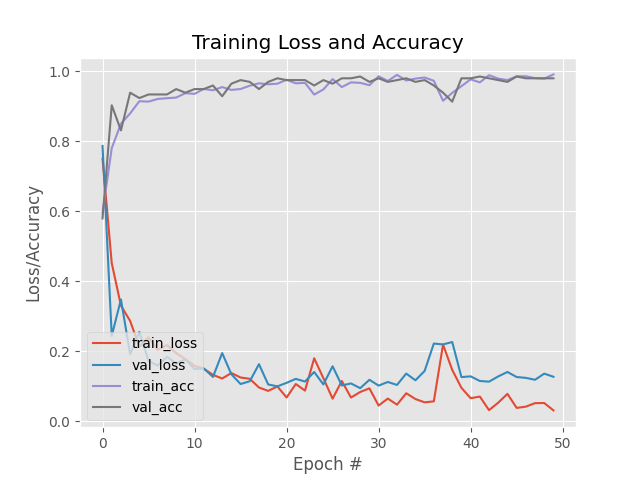 Training Loss and Accuracy
Loss/Accuracy
1.0
0.8
0.6
0.4
0.2
0.0
train_loss
val_loss
train_acc
val_acc
0 10 20 30 40 50
Epoch #